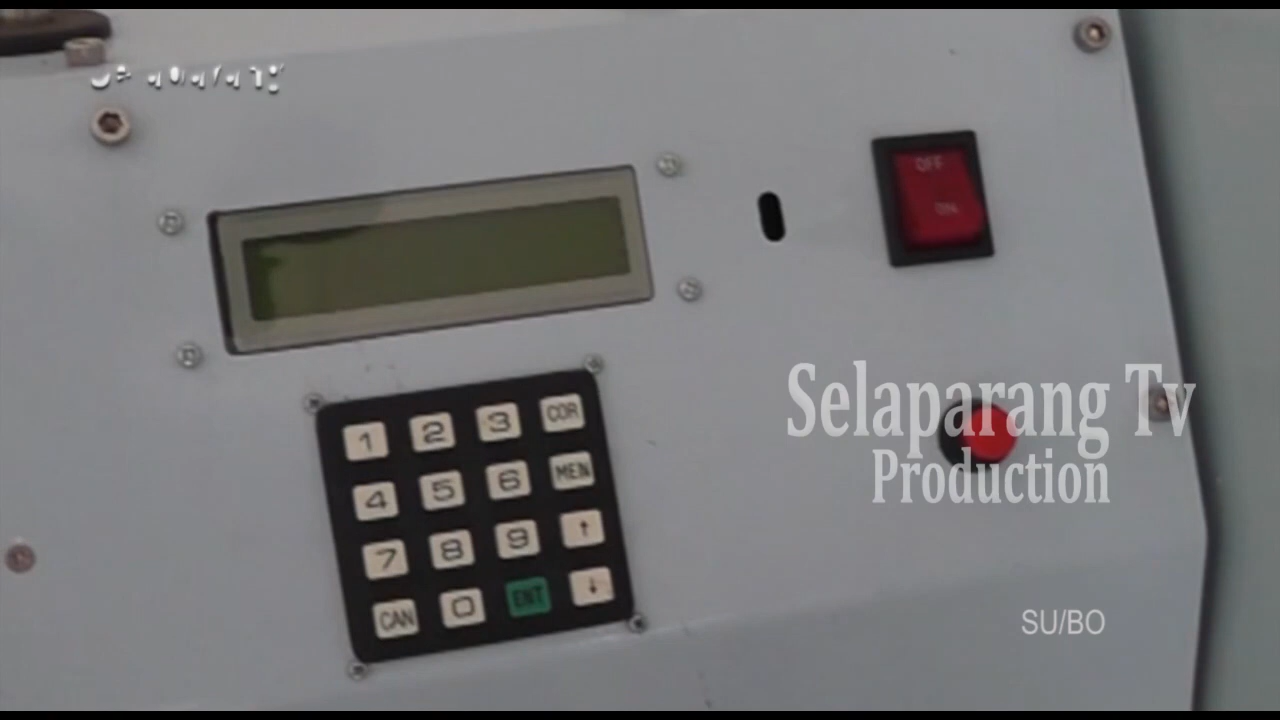 OFF
ON
1 2 3 COR
4 5 6 MEN
7 8 9 ↑
CAN 0 ENT ↓
Selaparang Tv
Production
SU/BO